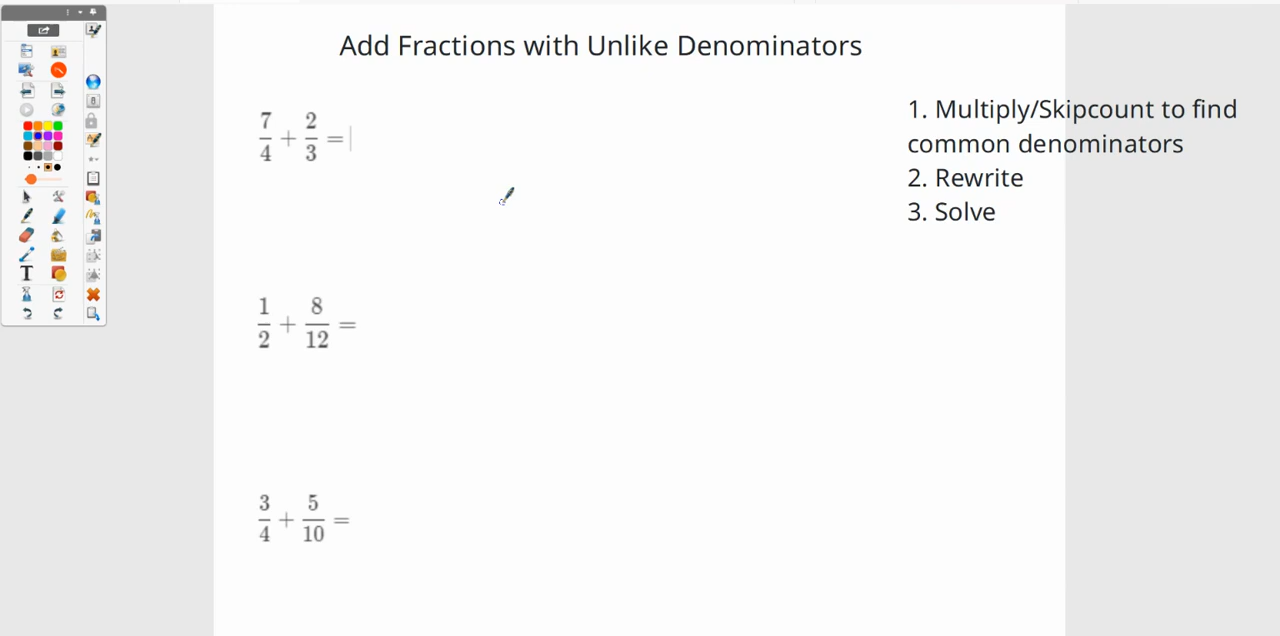 Add Fractions with Unlike Denominators
7/4 + 2/3 =
1/2 + 8/12 =
3/4 + 5/10 =
1. Multiply/Skipcount to find
common denominators
2. Rewrite
3. Solve
T